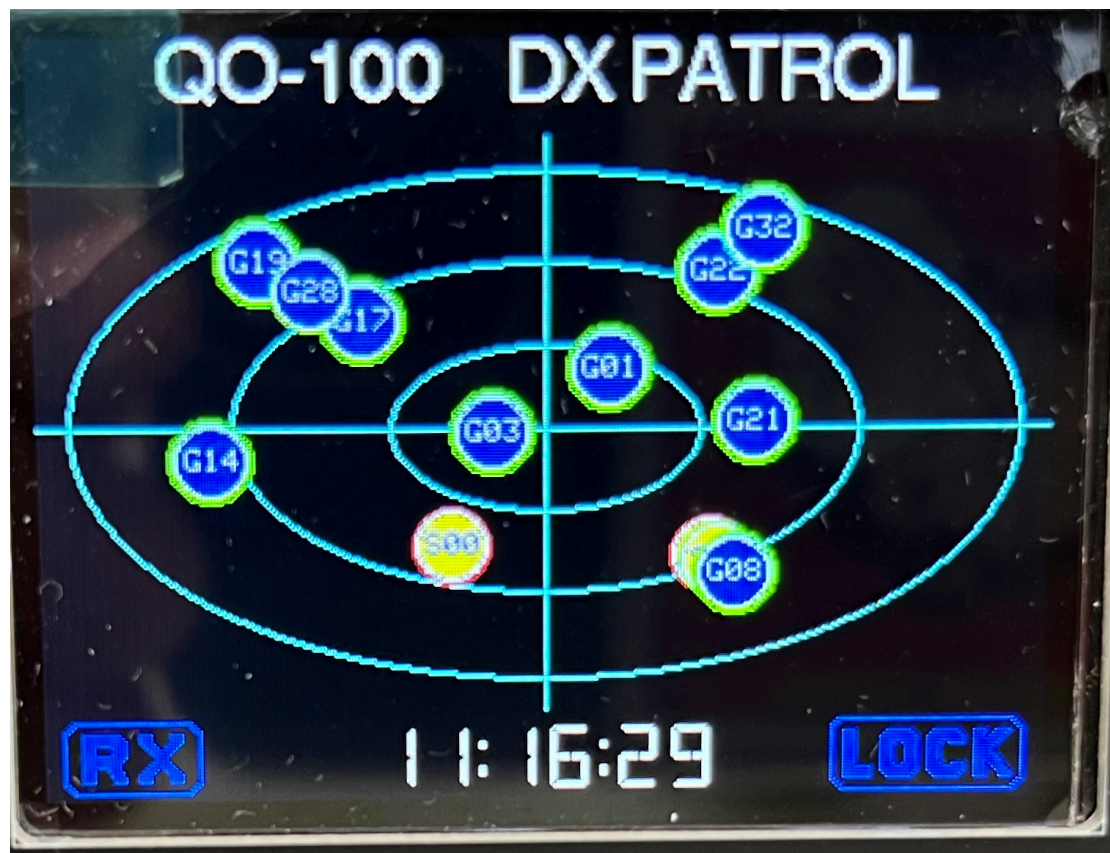 QO-100 DX PATROL
G32
G19
G22
G28
G17
G01
G21
G03
G14
S00
G08
RX
11:16:29
LOCK